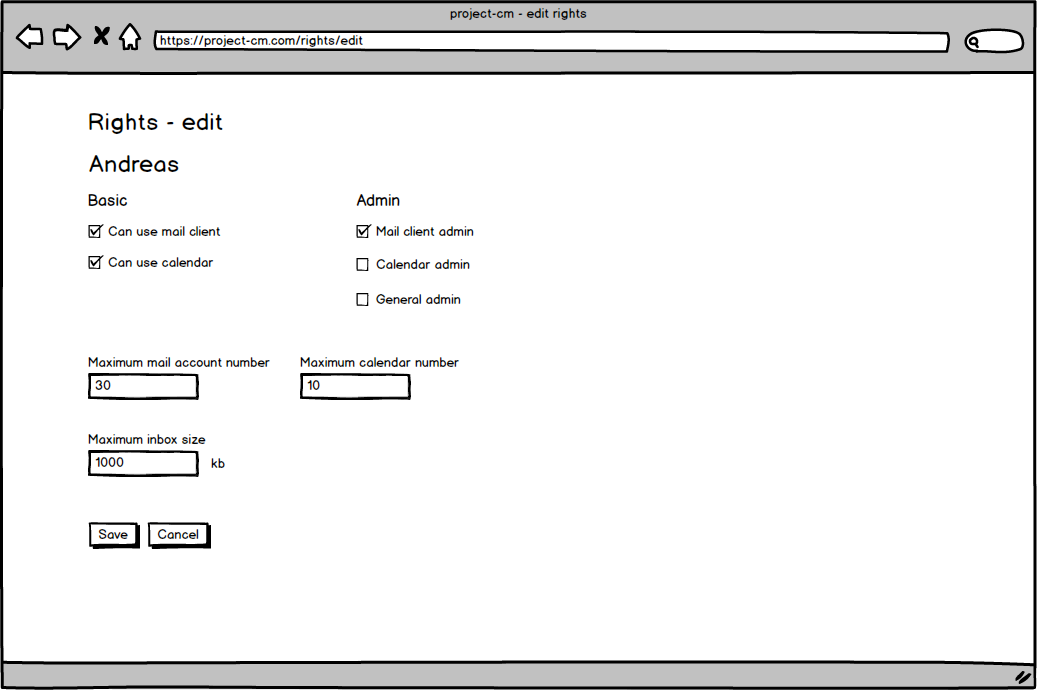 project-cm - edit rights
https://project-cm.com/rights/edit
Rights - edit
Andreas
Basic
Admin
Can use mail client
Mail client admin
Can use calendar
Calendar admin
General admin
Maximum mail account number
Maximum calendar number
30
10
Maximum inbox size
1000
kb
Save
Cancel